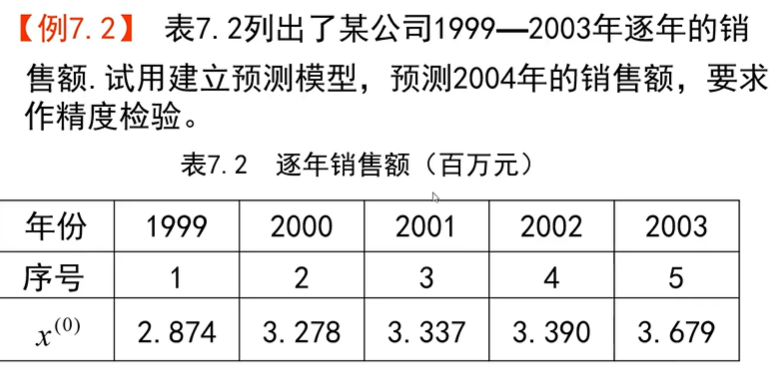 【例7.2】 表7.2列出了某公司1999—2003年逐年的销
售额.试用建立预测模型，预测2004年的销售额，要求
作精度检验。
表7.2 逐年销售额（百万元）
年份 1999 2000 2001 2002 2003
序号 1 2 3 4 5
x⁽⁰⁾ 2.874 3.278 3.337 3.390 3.679